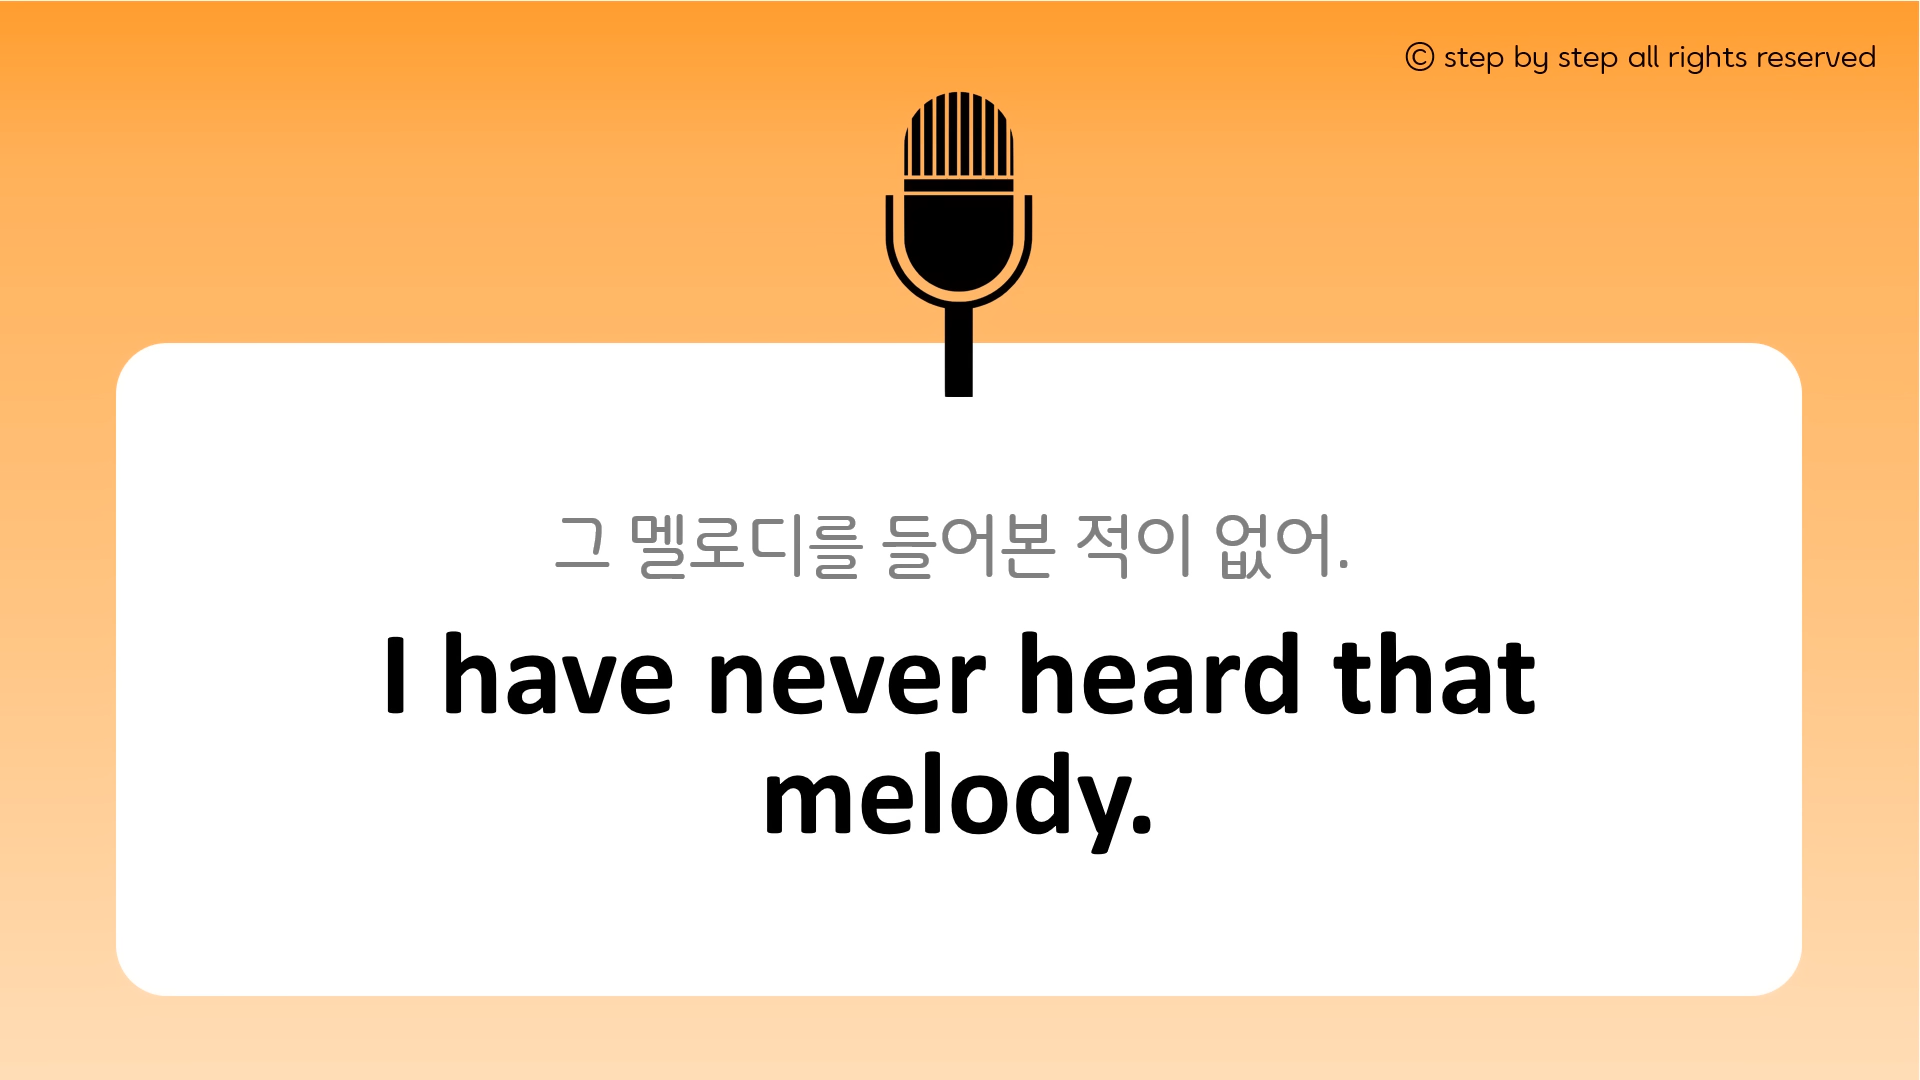 © step by step all rights reserved
그 멜로디를 들어본 적이 없어.
I have never heard that
melody.